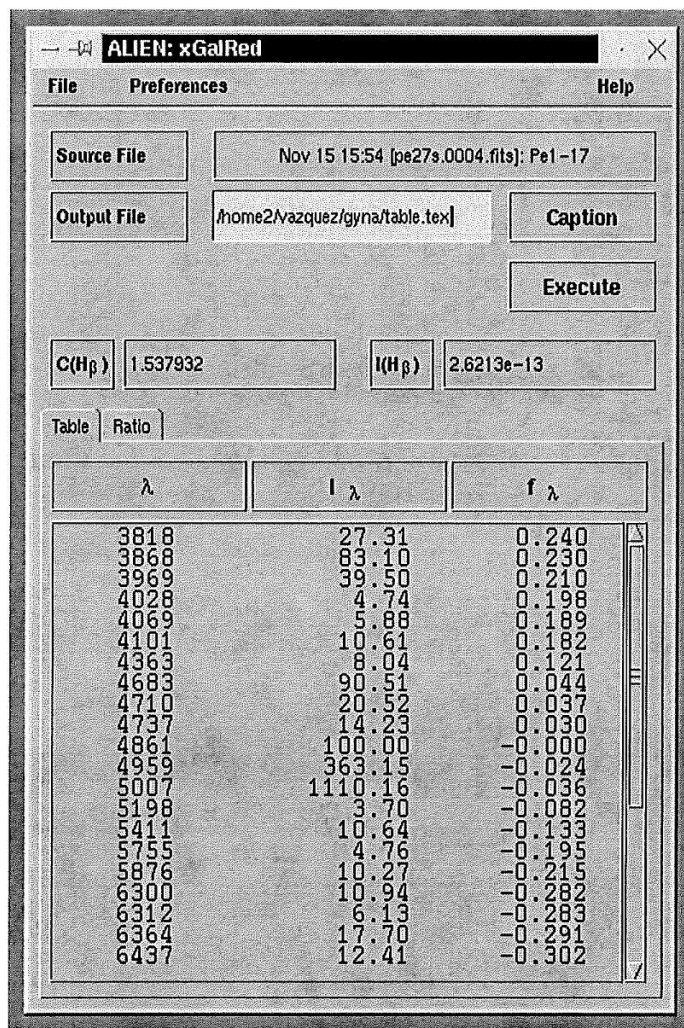 ALIEN: xGalRed
File Preferences Help
Source File Nov 15 15:54 [pe27s.0004.fits]: Pe1-17
Output File /home2/vazquez/gyna/table.tex Caption
Execute
C(Hβ) 1.537932 I(Hβ) 2.6213e-13
Table Ratio
λ I λ f λ
3818 27.31 0.240
3868 83.10 0.230
3969 39.50 0.210
4028 4.74 0.198
4069 5.88 0.189
4101 10.61 0.182
4363 8.04 0.121
4683 90.51 0.044
4710 20.52 0.037
4737 14.23 0.030
4861 100.00 -0.000
4959 363.15 -0.024
5007 1110.16 -0.036
5198 3.70 -0.082
5411 10.64 -0.133
5755 4.76 -0.195
5876 10.27 -0.215
6300 10.94 -0.282
6312 6.13 -0.283
6364 17.70 -0.291
6437 12.41 -0.302